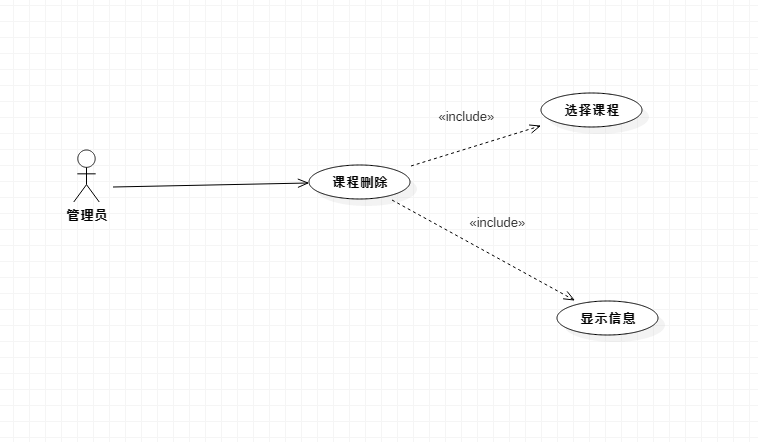 «include»
选择课程
管理员
课程删除
«include»
显示信息